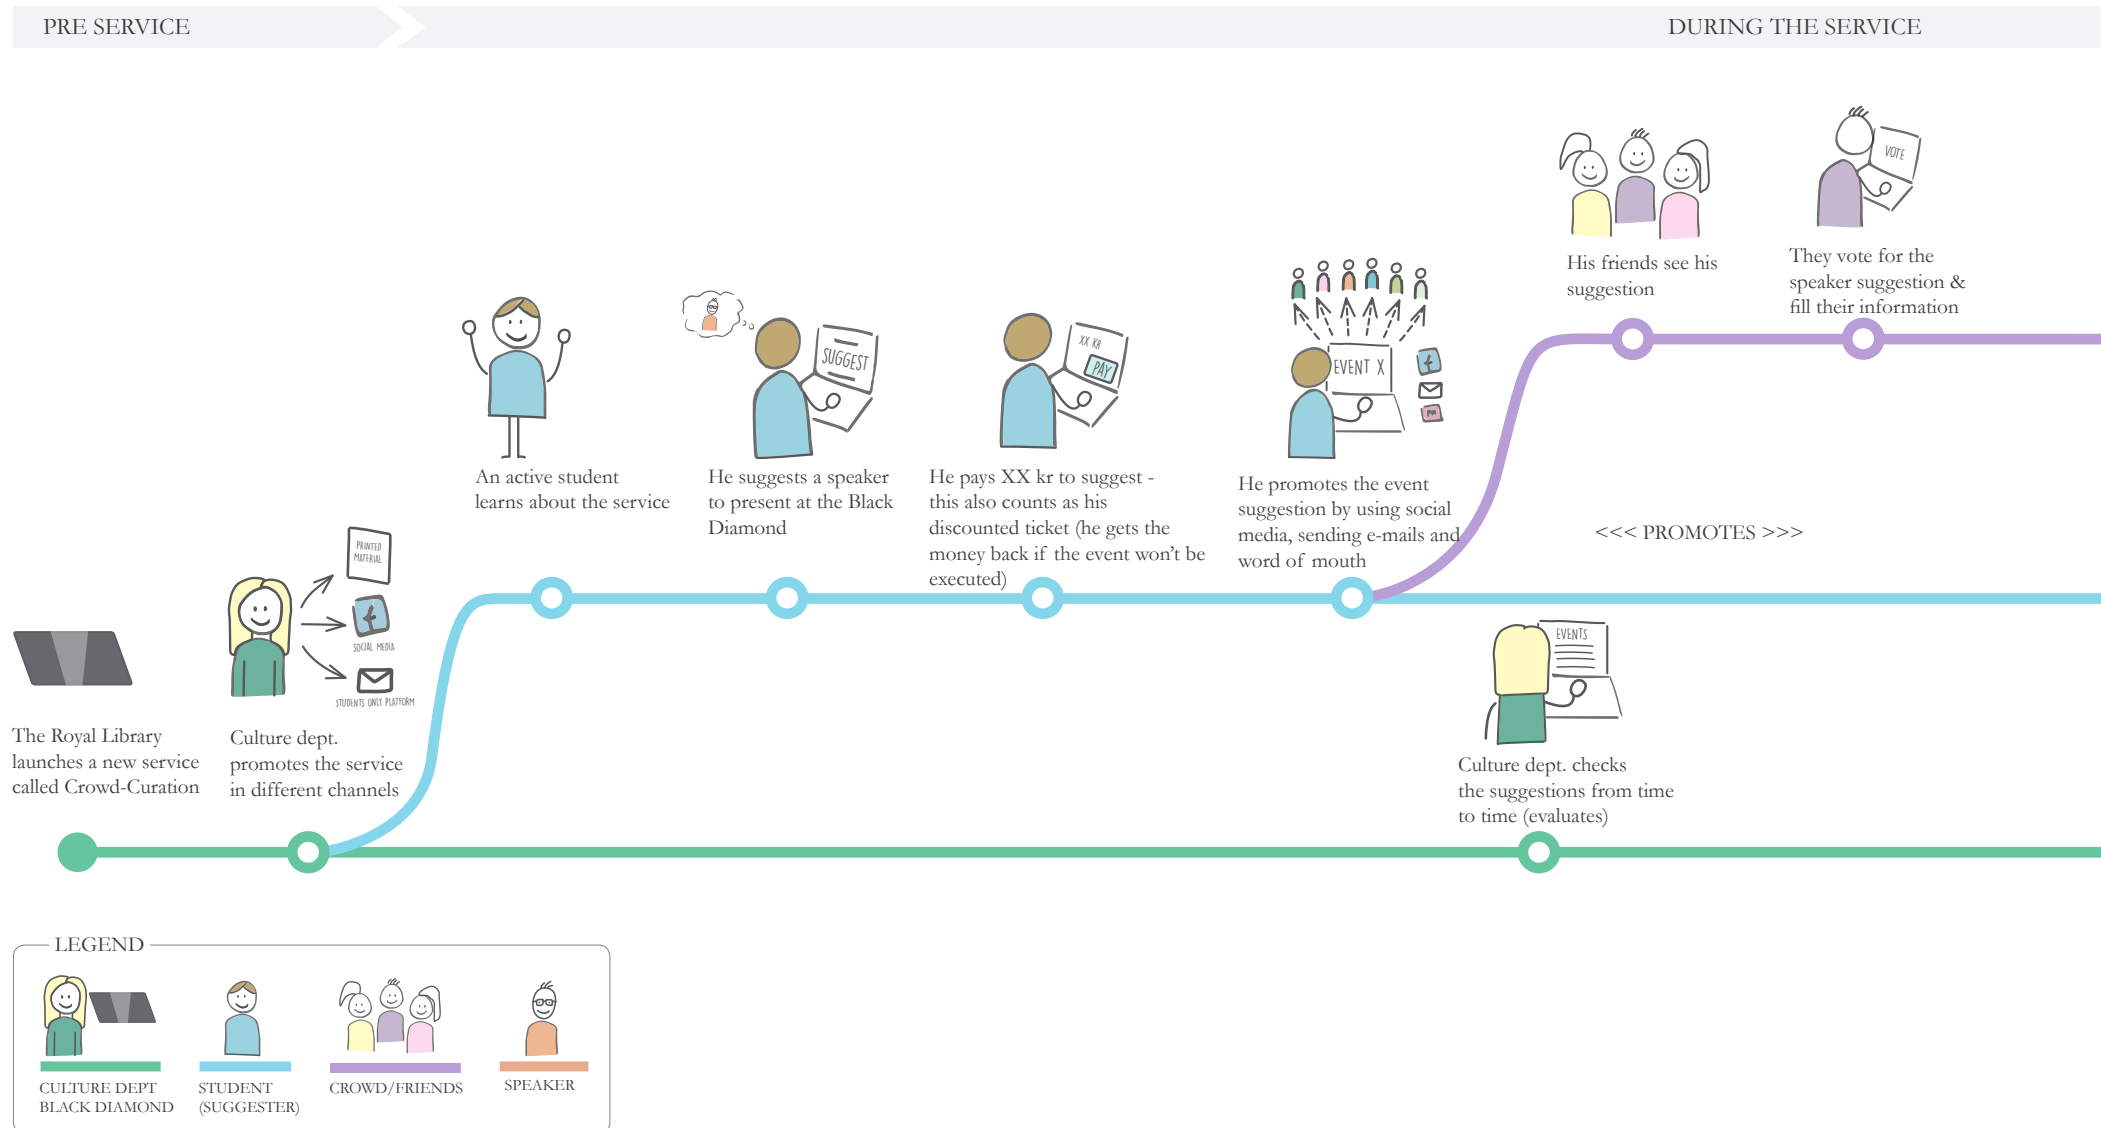 PRE SERVICE
DURING THE SERVICE
VOTE
His friends see his
suggestion
They vote for the
speaker suggestion &
fill their information
SUGGEST
XX KR
PAY
EVENT X
An active student
learns about the service
He suggests a speaker
to present at the Black
Diamond
He pays XX kr to suggest -
this also counts as his
discounted ticket (he gets the
money back if the event won't be
executed)
He promotes the event
suggestion by using social
media, sending e-mails and
word of mouth
<<< PROMOTES >>>
PRINTED
MATERIAL
SOCIAL MEDIA
STUDENTS ONLY PLATFORM
EVENTS
The Royal Library
launches a new service
called Crowd-Curation
Culture dept.
promotes the service
in different channels
Culture dept. checks
the suggestions from time
to time (evaluates)
LEGEND
CULTURE DEPT
BLACK DIAMOND
STUDENT
(SUGGESTER)
CROWD/FRIENDS
SPEAKER